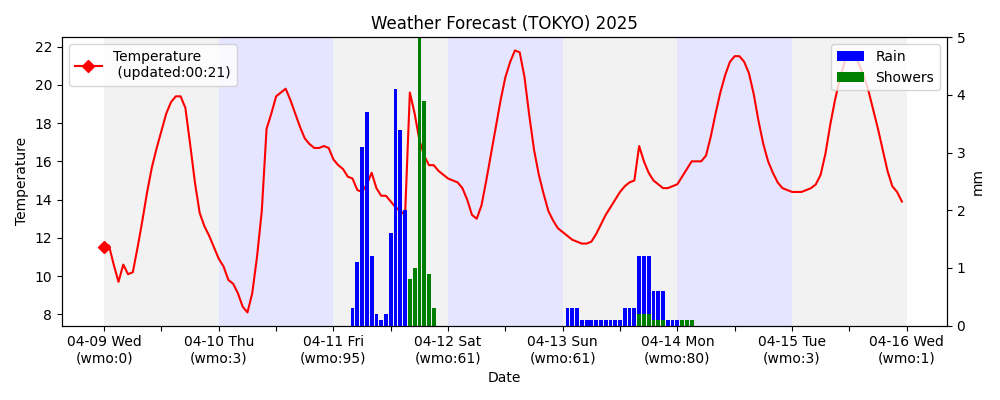 Weather Forecast (TOKYO) 2025
Temperature
(updated:00:21)
Rain
Showers
Temperature
22
20
18
16
14
12
10
8
5
4
3
2
1
0
mm
04-09 Wed
(wmo:0)
04-10 Thu
(wmo:3)
04-11 Fri
(wmo:95)
04-12 Sat
(wmo:61)
04-13 Sun
(wmo:61)
04-14 Mon
(wmo:80)
04-15 Tue
(wmo:3)
04-16 Wed
(wmo:1)
Date